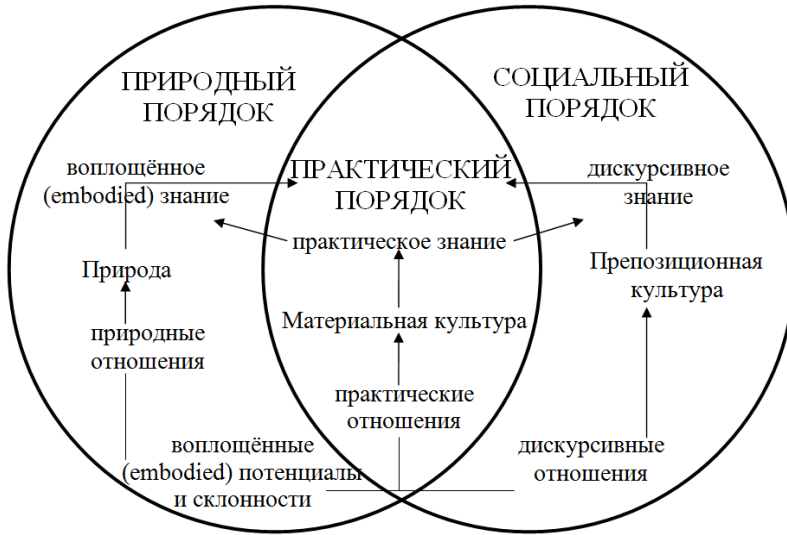 ПРИРОДНЫЙ
ПОРЯДОК
воплощённое
(embodied) знание
Природа
природные
отношения
воплощённые
(embodied) потенциалы
и склонности
ПРАКТИЧЕСКИЙ
ПОРЯДОК
практическое знание
Материальная культура
практические
отношения
СОЦИАЛЬНЫЙ
ПОРЯДОК
дискурсивное
знание
Препозиционная
культура
дискурсивные
отношения